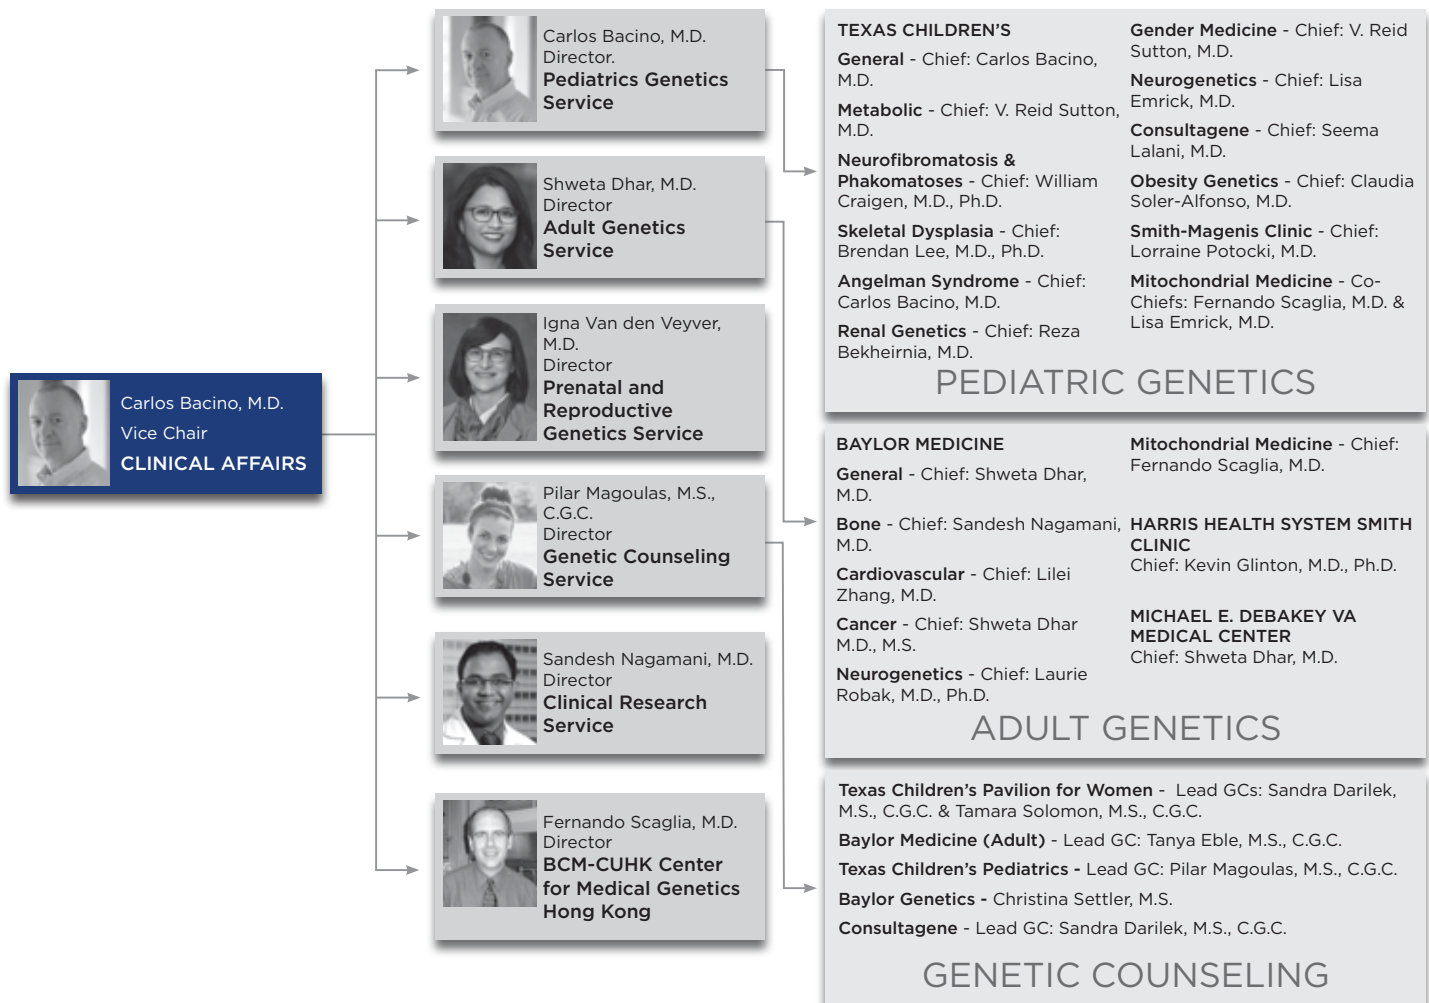 Carlos Bacino, M.D.
Vice Chair
CLINICAL AFFAIRS
Carlos Bacino, M.D.
Director.
Pediatrics Genetics
Service
Shweta Dhar, M.D.
Director
Adult Genetics
Service
Igna Van den Veyver,
M.D.
Director
Prenatal and
Reproductive
Genetics Service
Pilar Magoulas, M.S.,
C.G.C.
Director
Genetic Counseling
Service
Sandesh Nagamani, M.D.
Director
Clinical Research
Service
Fernando Scaglia, M.D.
Director
BCM-CUHK Center
for Medical Genetics
Hong Kong
TEXAS CHILDREN’S
General - Chief: Carlos Bacino,
M.D.
Metabolic - Chief: V. Reid Sutton,
M.D.
Neurofibromatosis &
Phakomatoses - Chief: William
Craigen, M.D., Ph.D.
Skeletal Dysplasia - Chief:
Brendan Lee, M.D., Ph.D.
Angelman Syndrome - Chief:
Carlos Bacino, M.D.
Renal Genetics - Chief: Reza
Bekheirnia, M.D.
Gender Medicine - Chief: V. Reid
Sutton, M.D.
Neurogenetics - Chief: Lisa
Emrick, M.D.
Consultagene - Chief: Seema
Lalani, M.D.
Obesity Genetics - Chief: Claudia
Soler-Alfonso, M.D.
Smith-Magenis Clinic - Chief:
Lorraine Potocki, M.D.
Mitochondrial Medicine - Co-
Chiefs: Fernando Scaglia, M.D. &
Lisa Emrick, M.D.
PEDIATRIC GENETICS
BAYLOR MEDICINE
General - Chief: Shweta Dhar,
M.D.
Bone - Chief: Sandesh Nagamani,
M.D.
Cardiovascular - Chief: Lilei
Zhang, M.D.
Cancer - Chief: Shweta Dhar
M.D., M.S.
Neurogenetics - Chief: Laurie
Robak, M.D., Ph.D.
Mitochondrial Medicine - Chief:
Fernando Scaglia, M.D.
HARRIS HEALTH SYSTEM SMITH
CLINIC
Chief: Kevin Glinton, M.D., Ph.D.
MICHAEL E. DEBAKEY VA
MEDICAL CENTER
Chief: Shweta Dhar, M.D.
ADULT GENETICS
Texas Children’s Pavilion for Women - Lead GCs: Sandra Darilek,
M.S., C.G.C. & Tamara Solomon, M.S., C.G.C.
Baylor Medicine (Adult) - Lead GC: Tanya Eble, M.S., C.G.C.
Texas Children’s Pediatrics - Lead GC: Pilar Magoulas, M.S., C.G.C.
Baylor Genetics - Christina Settler, M.S.
Consultagene - Lead GC: Sandra Darilek, M.S., C.G.C.
GENETIC COUNSELING